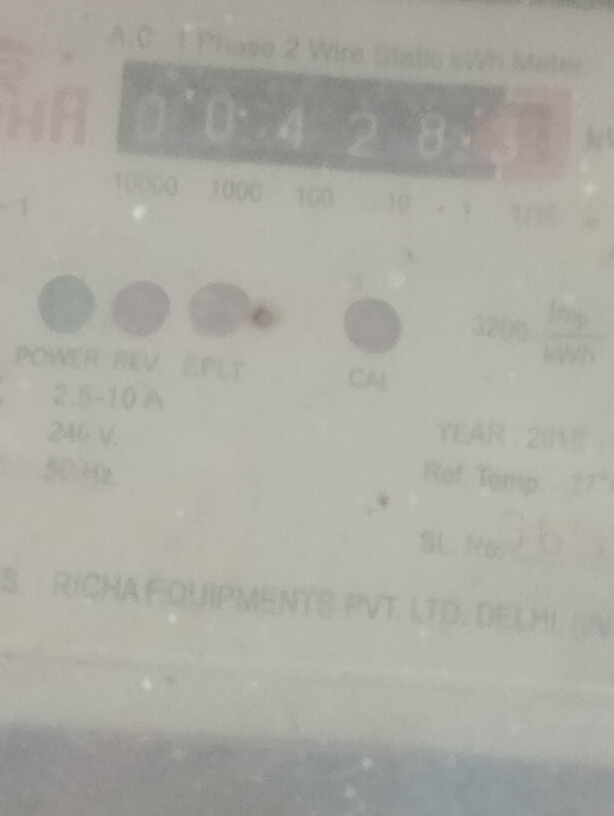 A.C. 1 Phase 2 Wire Static kWh Meter
0 0 4 2 8 3
10000 1000 100 10 1 1/10
3200 Imp/kWh
POWER REV E.FLT CAL
2.5-10 A
240 V.
50 Hz.
YEAR : 2015
Ref. Temp - 27°
SL. No.
RICHA EQUIPMENTS PVT. LTD. DELHI.